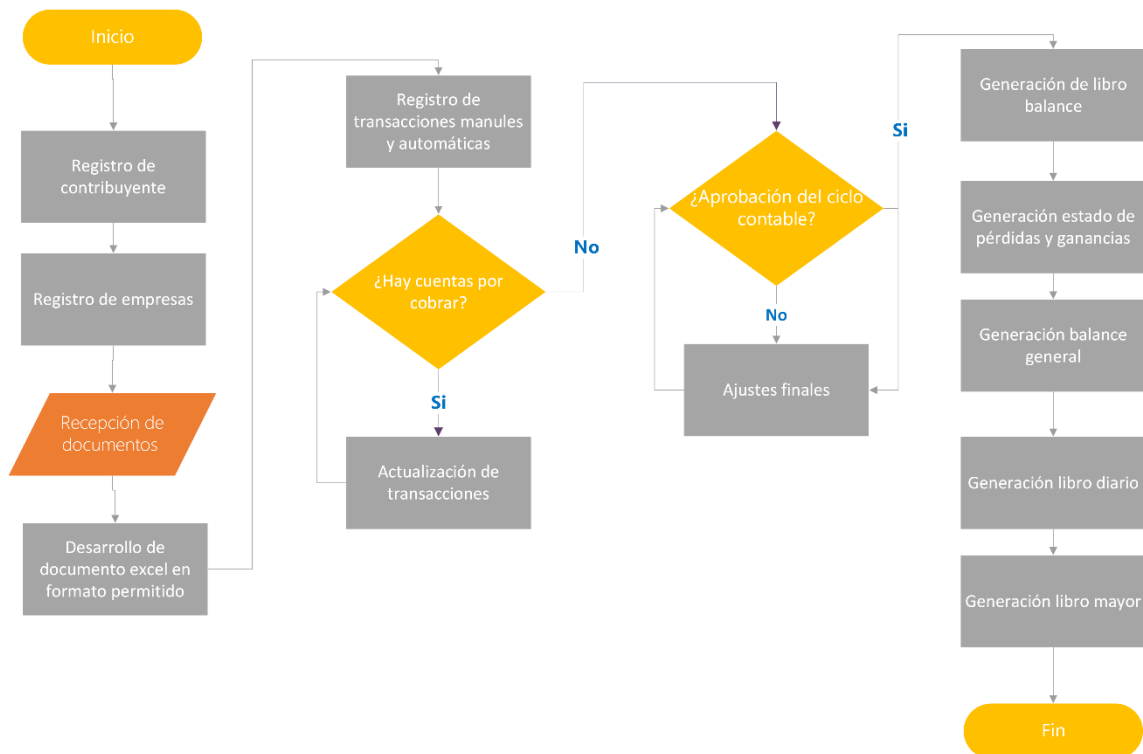 Inicio
Registro de
contribuyente
Registro de empresas
Recepción de
documentos
Desarrollo de
documento excel en
formato permitido
Registro de
transacciones manules
y automáticas
¿Hay cuentas por
cobrar?
Si
Actualización de
transacciones
No
¿Aprobación del ciclo
contable?
No
Ajustes finales
Si
Generación de libro
balance
Generación estado de
pérdidas y ganancias
Generación balance
general
Generación libro diario
Generación libro mayor
Fin